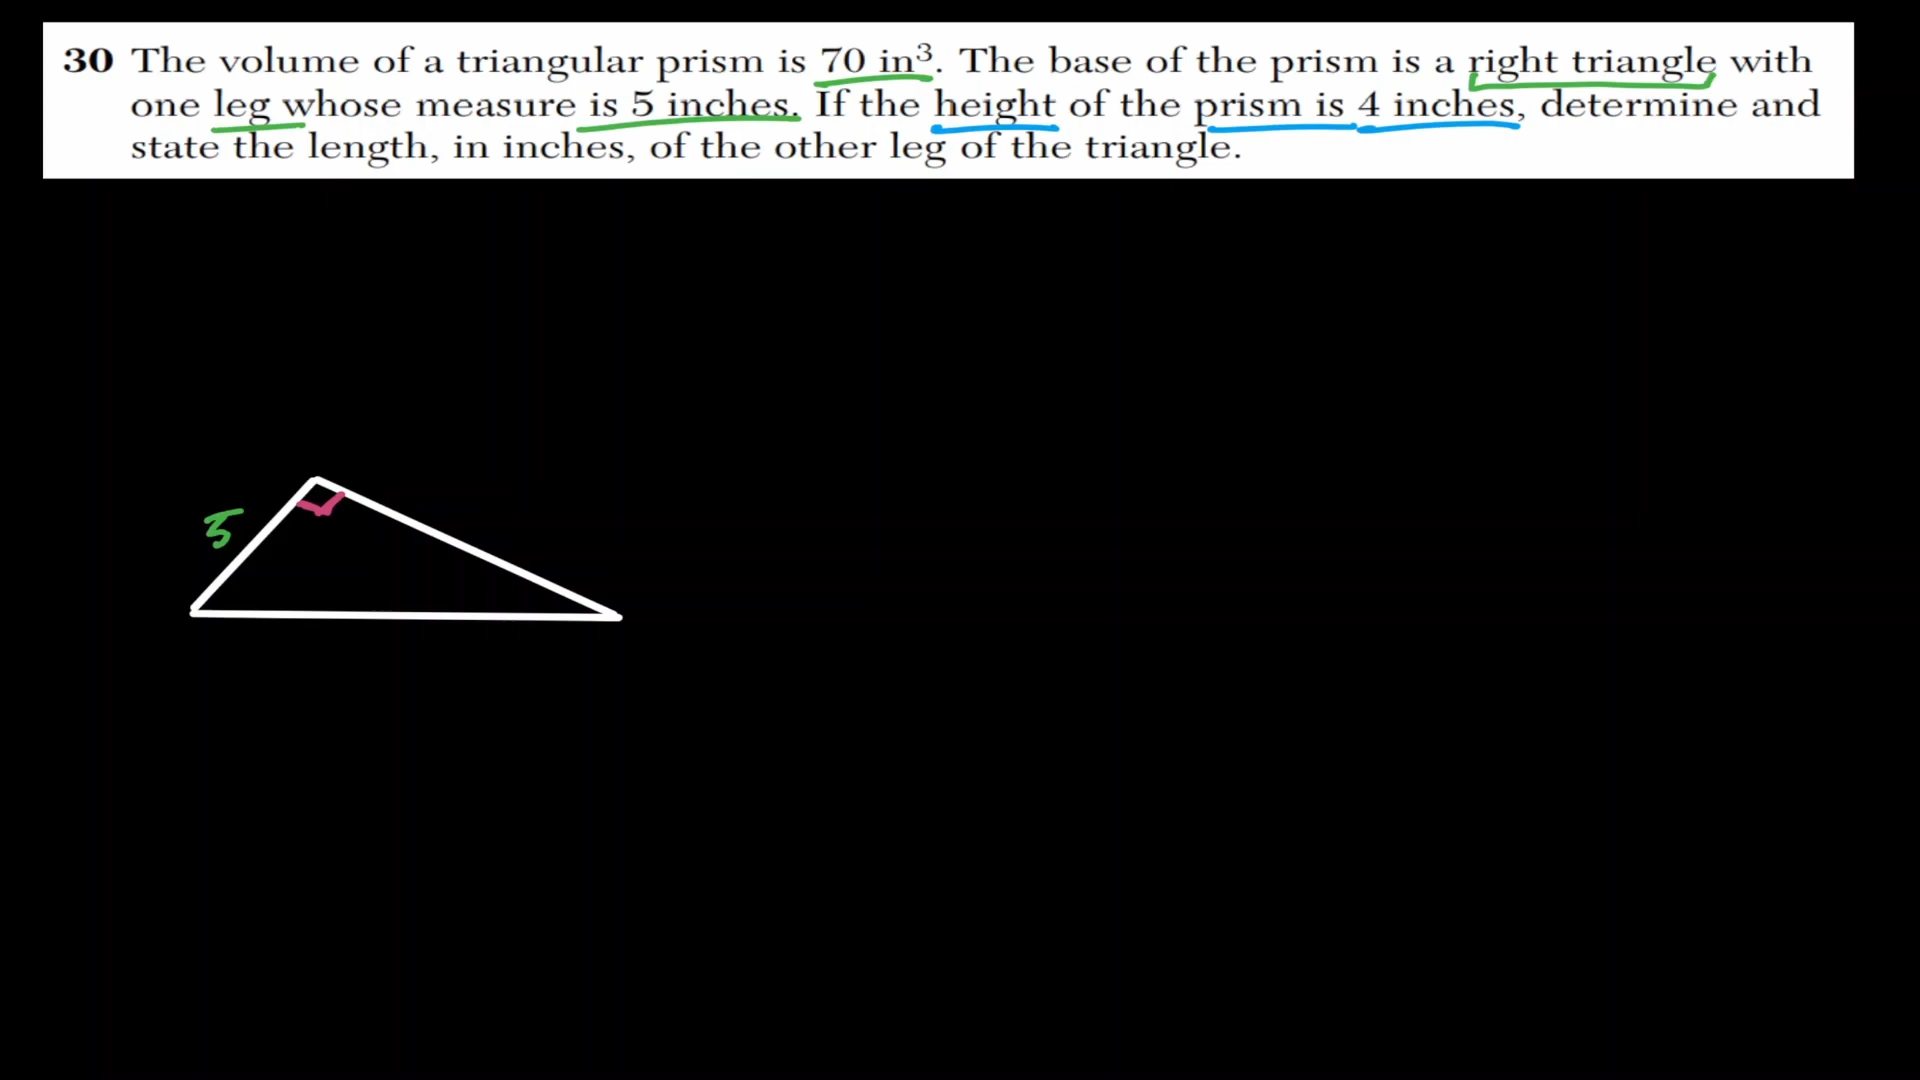 30 The volume of a triangular prism is 70 in³. The base of the prism is a right triangle with
one leg whose measure is 5 inches. If the height of the prism is 4 inches, determine and
state the length, in inches, of the other leg of the triangle.
5